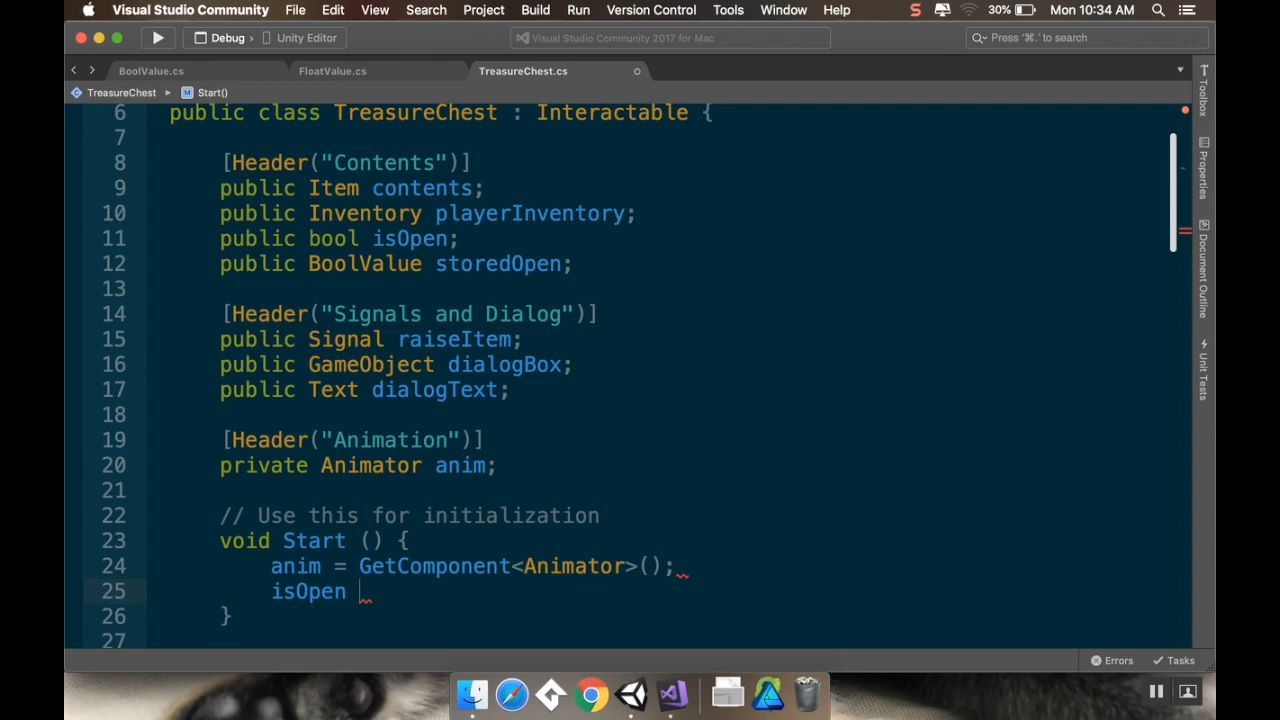 Visual Studio Community File Edit View Search Project Build Run Version Control Tools Window Help S 30% Mon 10:34 AM
Debug Unity Editor Visual Studio Community 2017 for Mac Press '⌘.' to search
BoolValue.cs FloatValue.cs TreasureChest.cs
TreasureChest M Start()
6 public class TreasureChest : Interactable {
7
8 [Header("Contents")]
9 public Item contents;
10 public Inventory playerInventory;
11 public bool isOpen;
12 public BoolValue storedOpen;
13
14 [Header("Signals and Dialog")]
15 public Signal raiseItem;
16 public GameObject dialogBox;
17 public Text dialogText;
18
19 [Header("Animation")]
20 private Animator anim;
21
22 // Use this for initialization
23 void Start () {
24 anim = GetComponent<Animator>();
25 isOpen
26 }
27
Toolbox
Properties
Document Outline
Unit Tests
Errors Tasks